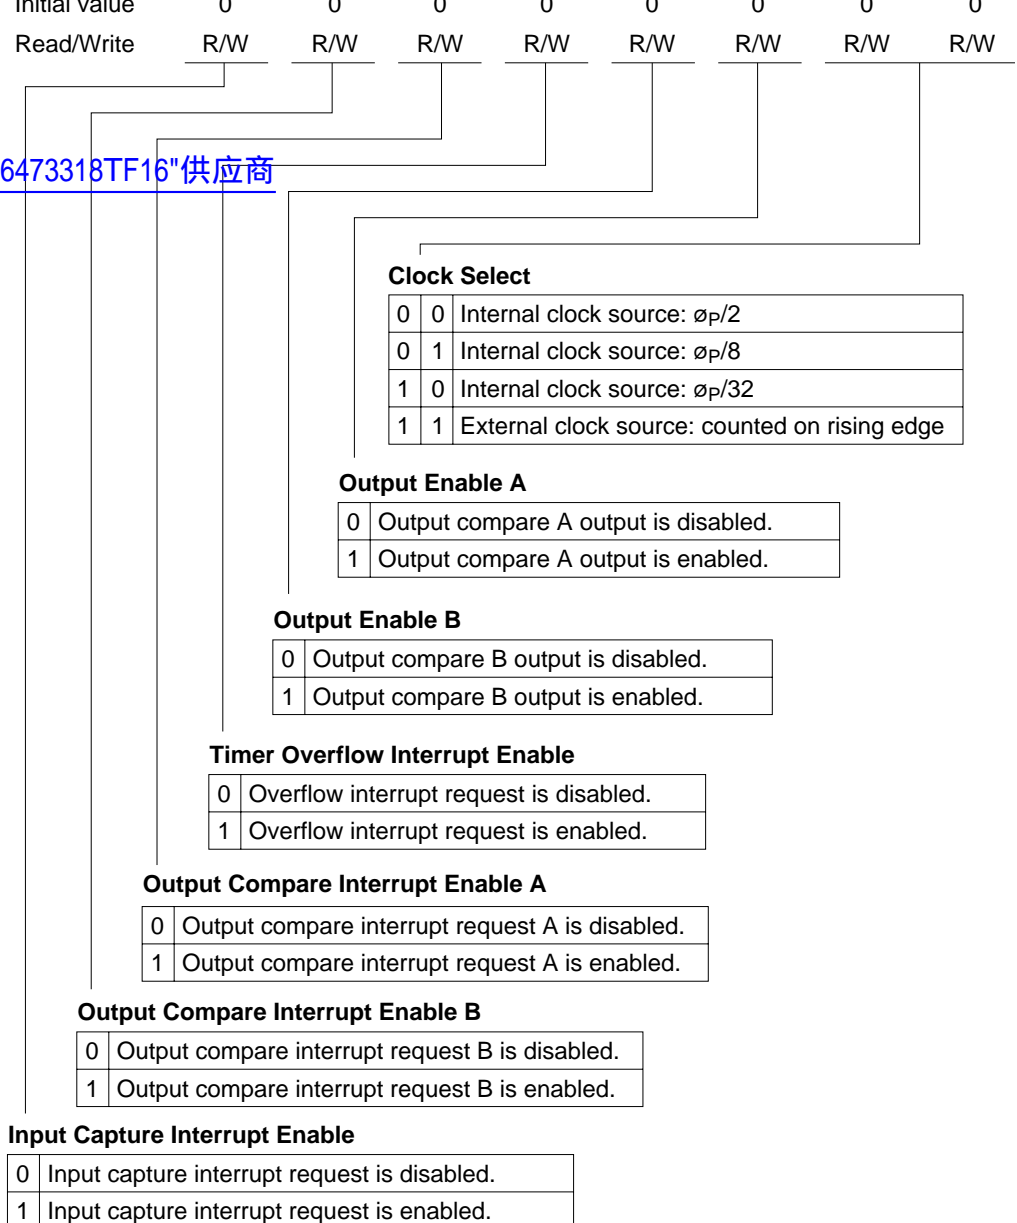 Initial value 0 0 0 0 0 0 0 0
Read/Write R/W R/W R/W R/W R/W R/W R/W R/W
6473318TF16"供应商
Clock Select
0 0 Internal clock source: øP/2
0 1 Internal clock source: øP/8
1 0 Internal clock source: øP/32
1 1 External clock source: counted on rising edge
Output Enable A
0 Output compare A output is disabled.
1 Output compare A output is enabled.
Output Enable B
0 Output compare B output is disabled.
1 Output compare B output is enabled.
Timer Overflow Interrupt Enable
0 Overflow interrupt request is disabled.
1 Overflow interrupt request is enabled.
Output Compare Interrupt Enable A
0 Output compare interrupt request A is disabled.
1 Output compare interrupt request A is enabled.
Output Compare Interrupt Enable B
0 Output compare interrupt request B is disabled.
1 Output compare interrupt request B is enabled.
Input Capture Interrupt Enable
0 Input capture interrupt request is disabled.
1 Input capture interrupt request is enabled.